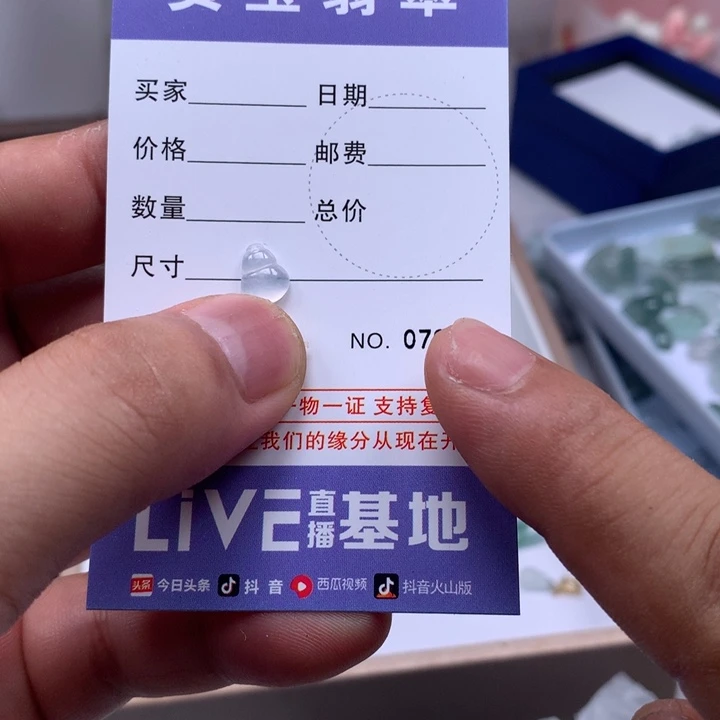 买家 日期
价格 邮费
数量 总价
尺寸
NO. 07
物一证 支持
我们的缘分从现在开
LiVE直播基地
头条 今日头条 抖音 西瓜视频 抖音火山版